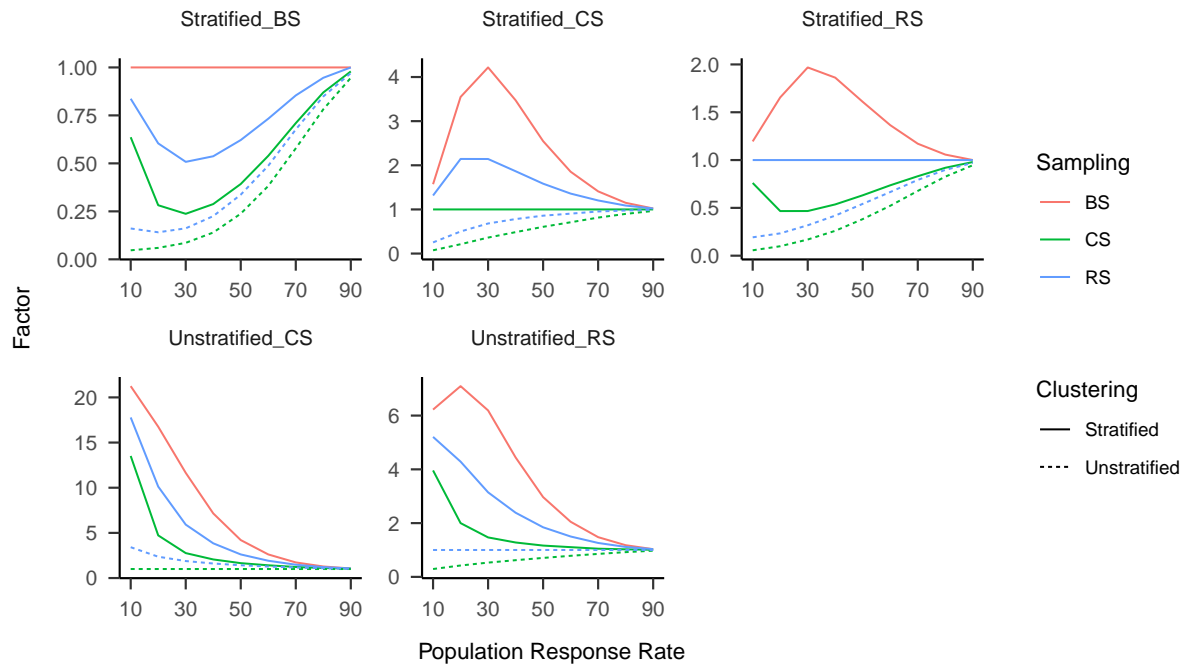 Stratified_BS
Stratified_CS
Stratified_RS
1.00
0.75
0.50
0.25
0.00
10 30 50 70 90
4
3
2
1
0
10 30 50 70 90
2.0
1.5
1.0
0.5
0.0
10 30 50 70 90
Factor
Unstratified_CS
Unstratified_RS
20
15
10
5
0
10 30 50 70 90
6
4
2
0
10 30 50 70 90
Population Response Rate
Sampling
BS
CS
RS
Clustering
Stratified
Unstratified